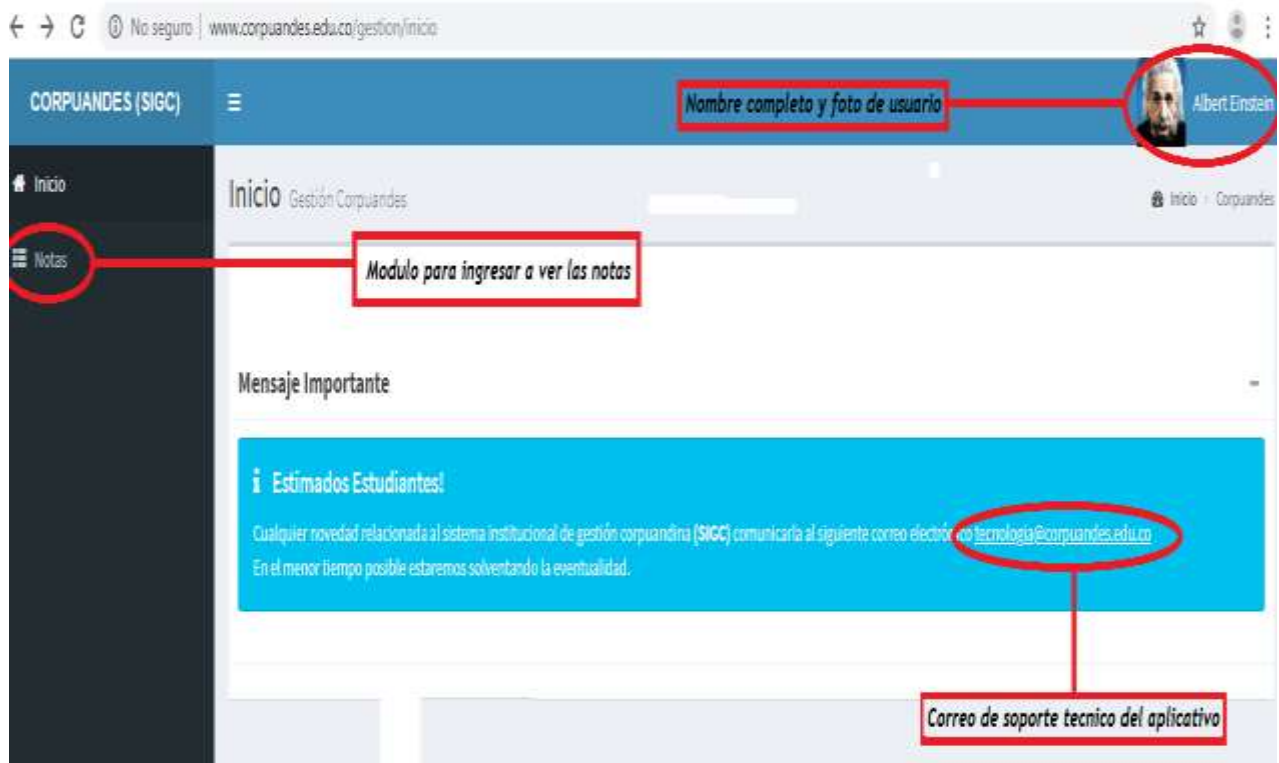 No seguro | www.corpuandes.edu.co/gestion/inicio
CORPUANDES (SIGC)
Nombre completo y foto de usuario
Albert Einstein
Inicio
Inicio Gestión Corpuandes
Inicio > Corpuandes
Notas
Modulo para ingresar a ver las notas
Mensaje Importante
i Estimados Estudiantes!
Cualquier novedad relacionada al sistema institucional de gestión corpuandina (SIGC) comunicarla al siguiente correo electrónico tecnologia@corpuandes.edu.co
En el menor tiempo posible estaremos solventando la eventualidad.
Correo de soporte tecnico del aplicativo